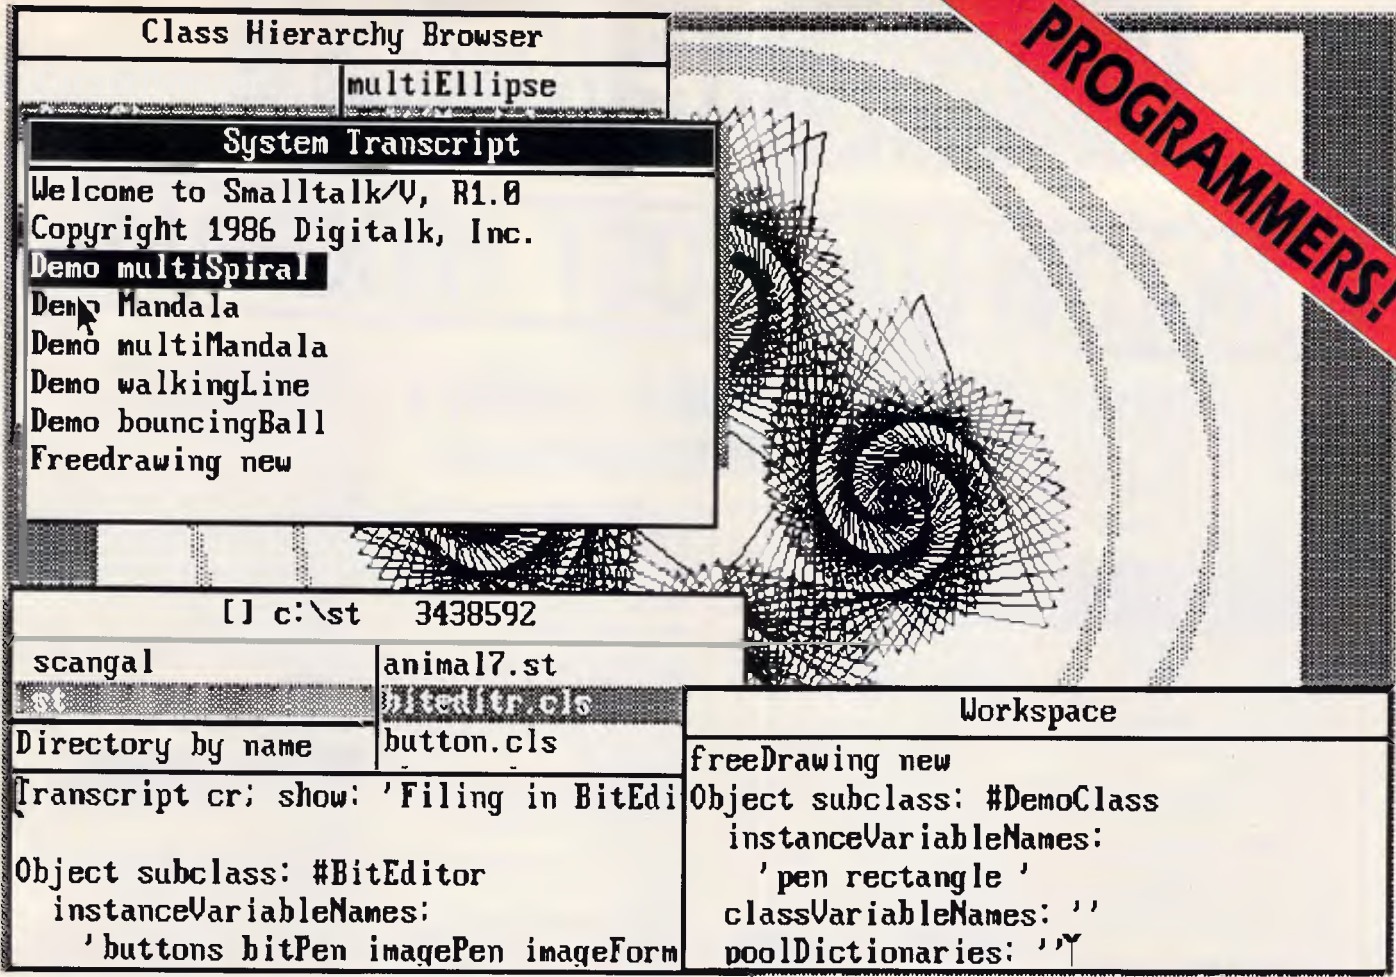 Class Hierarchy Browser
multiEllipse
PROGRAMMERS!
System Transcript
Welcome to Smalltalk/V, R1.0
Copyright 1986 Digitalk, Inc.
Demo multiSpiral
Demo Mandala
Demo multiMandala
Demo walkingLine
Demo bouncingBall
Freedrawing new
[] c:\st 3438592
scangal
st
Directory by name
animal7.st
biteditr.cls
button.cls
Transcript cr; show: 'Filing in BitEdi
Object subclass: #BitEditor
instanceVariableNames:
'buttons bitPen imagePen imageForm
Workspace
freeDrawing new
Object subclass: #DemoClass
instanceVariableNames:
'pen rectangle '
classVariableNames: ''
poolDictionaries: ''